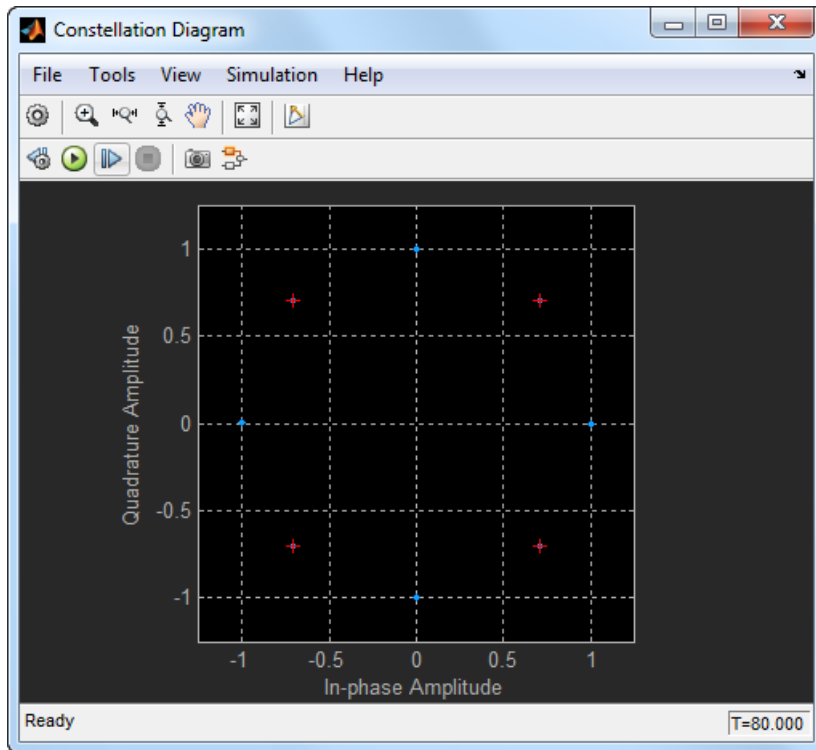 Constellation Diagram
File Tools View Simulation Help
Quadrature Amplitude
1
0.5
0
-0.5
-1
-1 -0.5 0 0.5 1
In-phase Amplitude
Ready T=80.000